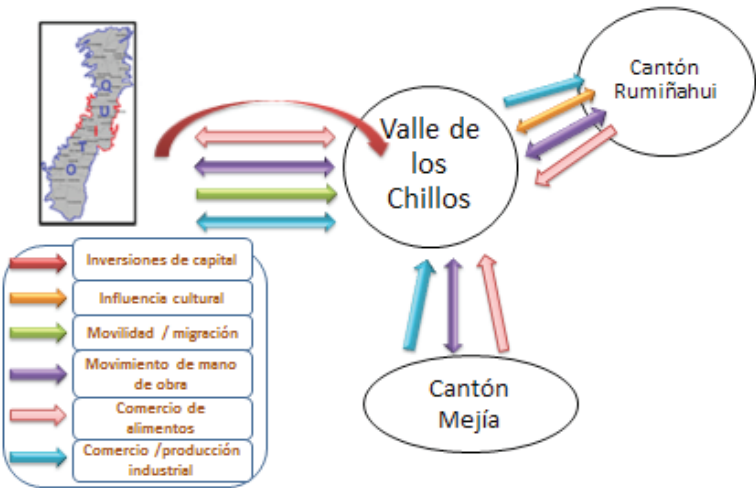 Q
U
I
T
O
Valle de
los
Chillos
Cantón
Rumiñahui
Inversiones de capital
Influencia cultural
Movilidad / migración
Movimiento de mano
de obra
Comercio de
alimentos
Comercio /producción
industrial
Cantón
Mejía